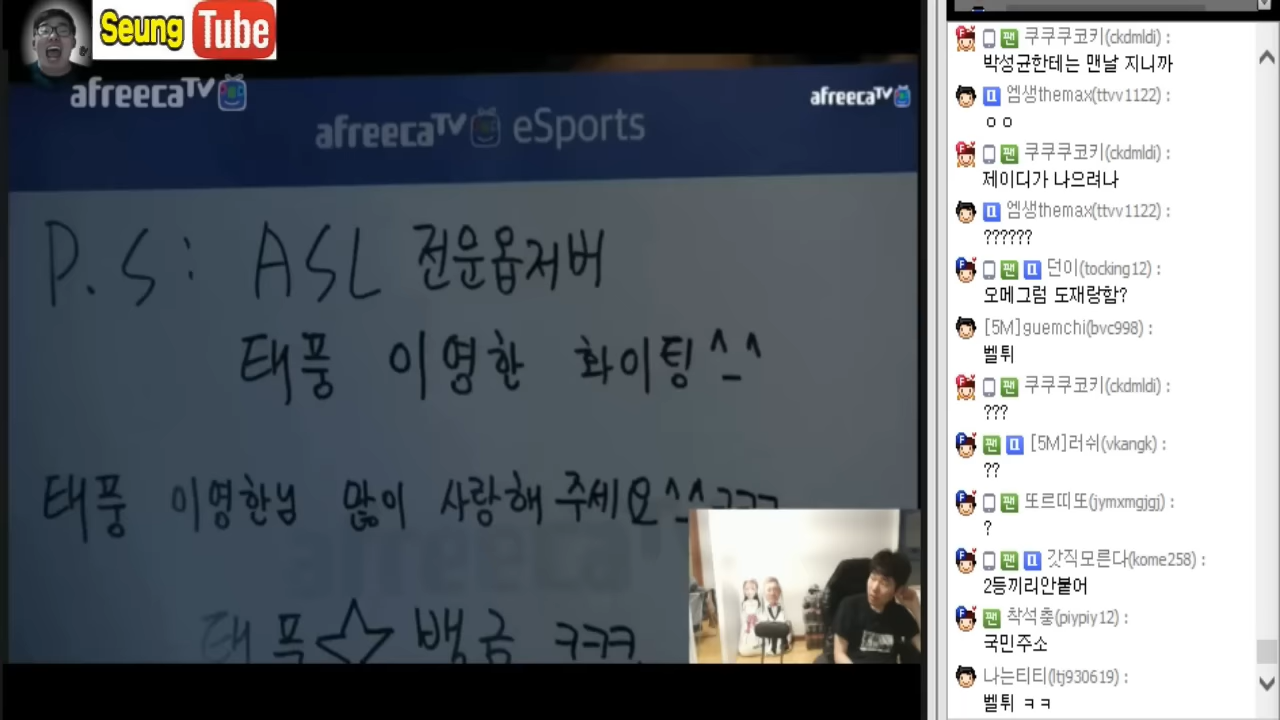 Seung Tube
afreecaTV
afreecaTV
afreecaTV eSports
P.S: ASL 전운옵저버
태풍 이영한 화이팅^_^
태풍 이영한님 많이 사랑해 주세요^^ㅋㅋㅋ
태풍☆백금 ㅋㅋㅋ
쿠쿠쿠코키(ckdmldi) :
박성균한테는 맨날 지니까
엠생themax(ttvv1122) :
ㅇㅇ
쿠쿠쿠코키(ckdmldi) :
제이디가 나으려나
엠생themax(ttvv1122) :
??????
던이(tocking12) :
오메그럼 도재랑함?
[5M]guemchi(bvc998) :
벨튀
쿠쿠쿠코키(ckdmldi) :
???
[5M]러쉬(vkangk) :
??
또르띠또(jymxmgjgj) :
?
갓직모른다(kome258) :
2등끼리안붙어
착석충(piypiy12) :
국민주소
나는티티(ltj930619) :
벨튀 ㅋㅋ